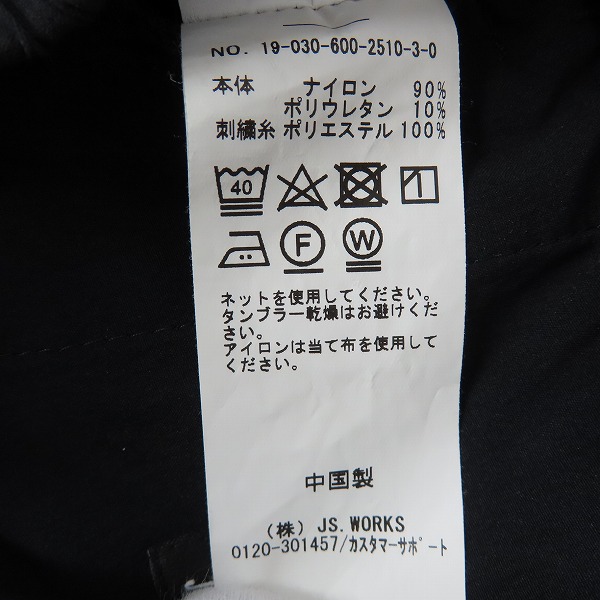 NO. 19-030-600-2510-3-0
本体 ナイロン 90%
ポリウレタン 10%
刺繍糸 ポリエステル 100%
40
F W
ネットを使用してください。
タンブラー乾燥はお避けくだ
さい。
アイロンは当て布を使用して
ください。
中国製
(株) JS.WORKS
0120-301457/カスタマーサポート